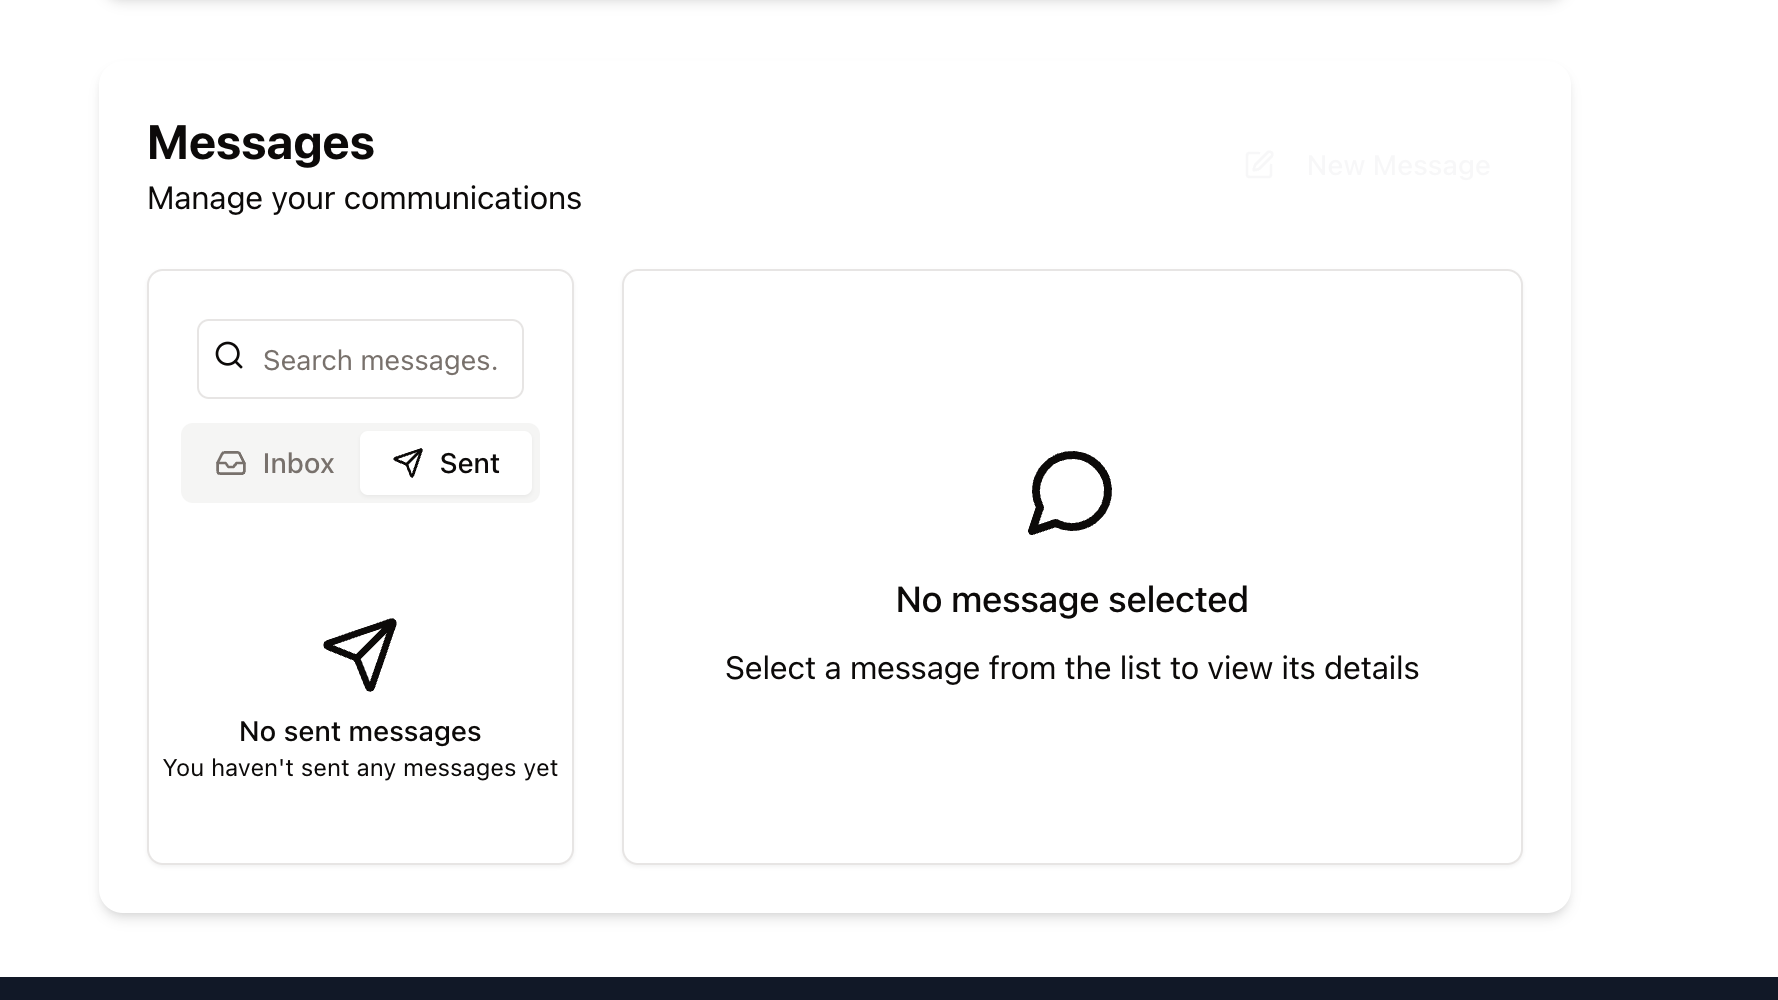 Messages
Manage your communications
New Message
Search messages.
Inbox
Sent
No sent messages
You haven't sent any messages yet
No message selected
Select a message from the list to view its details